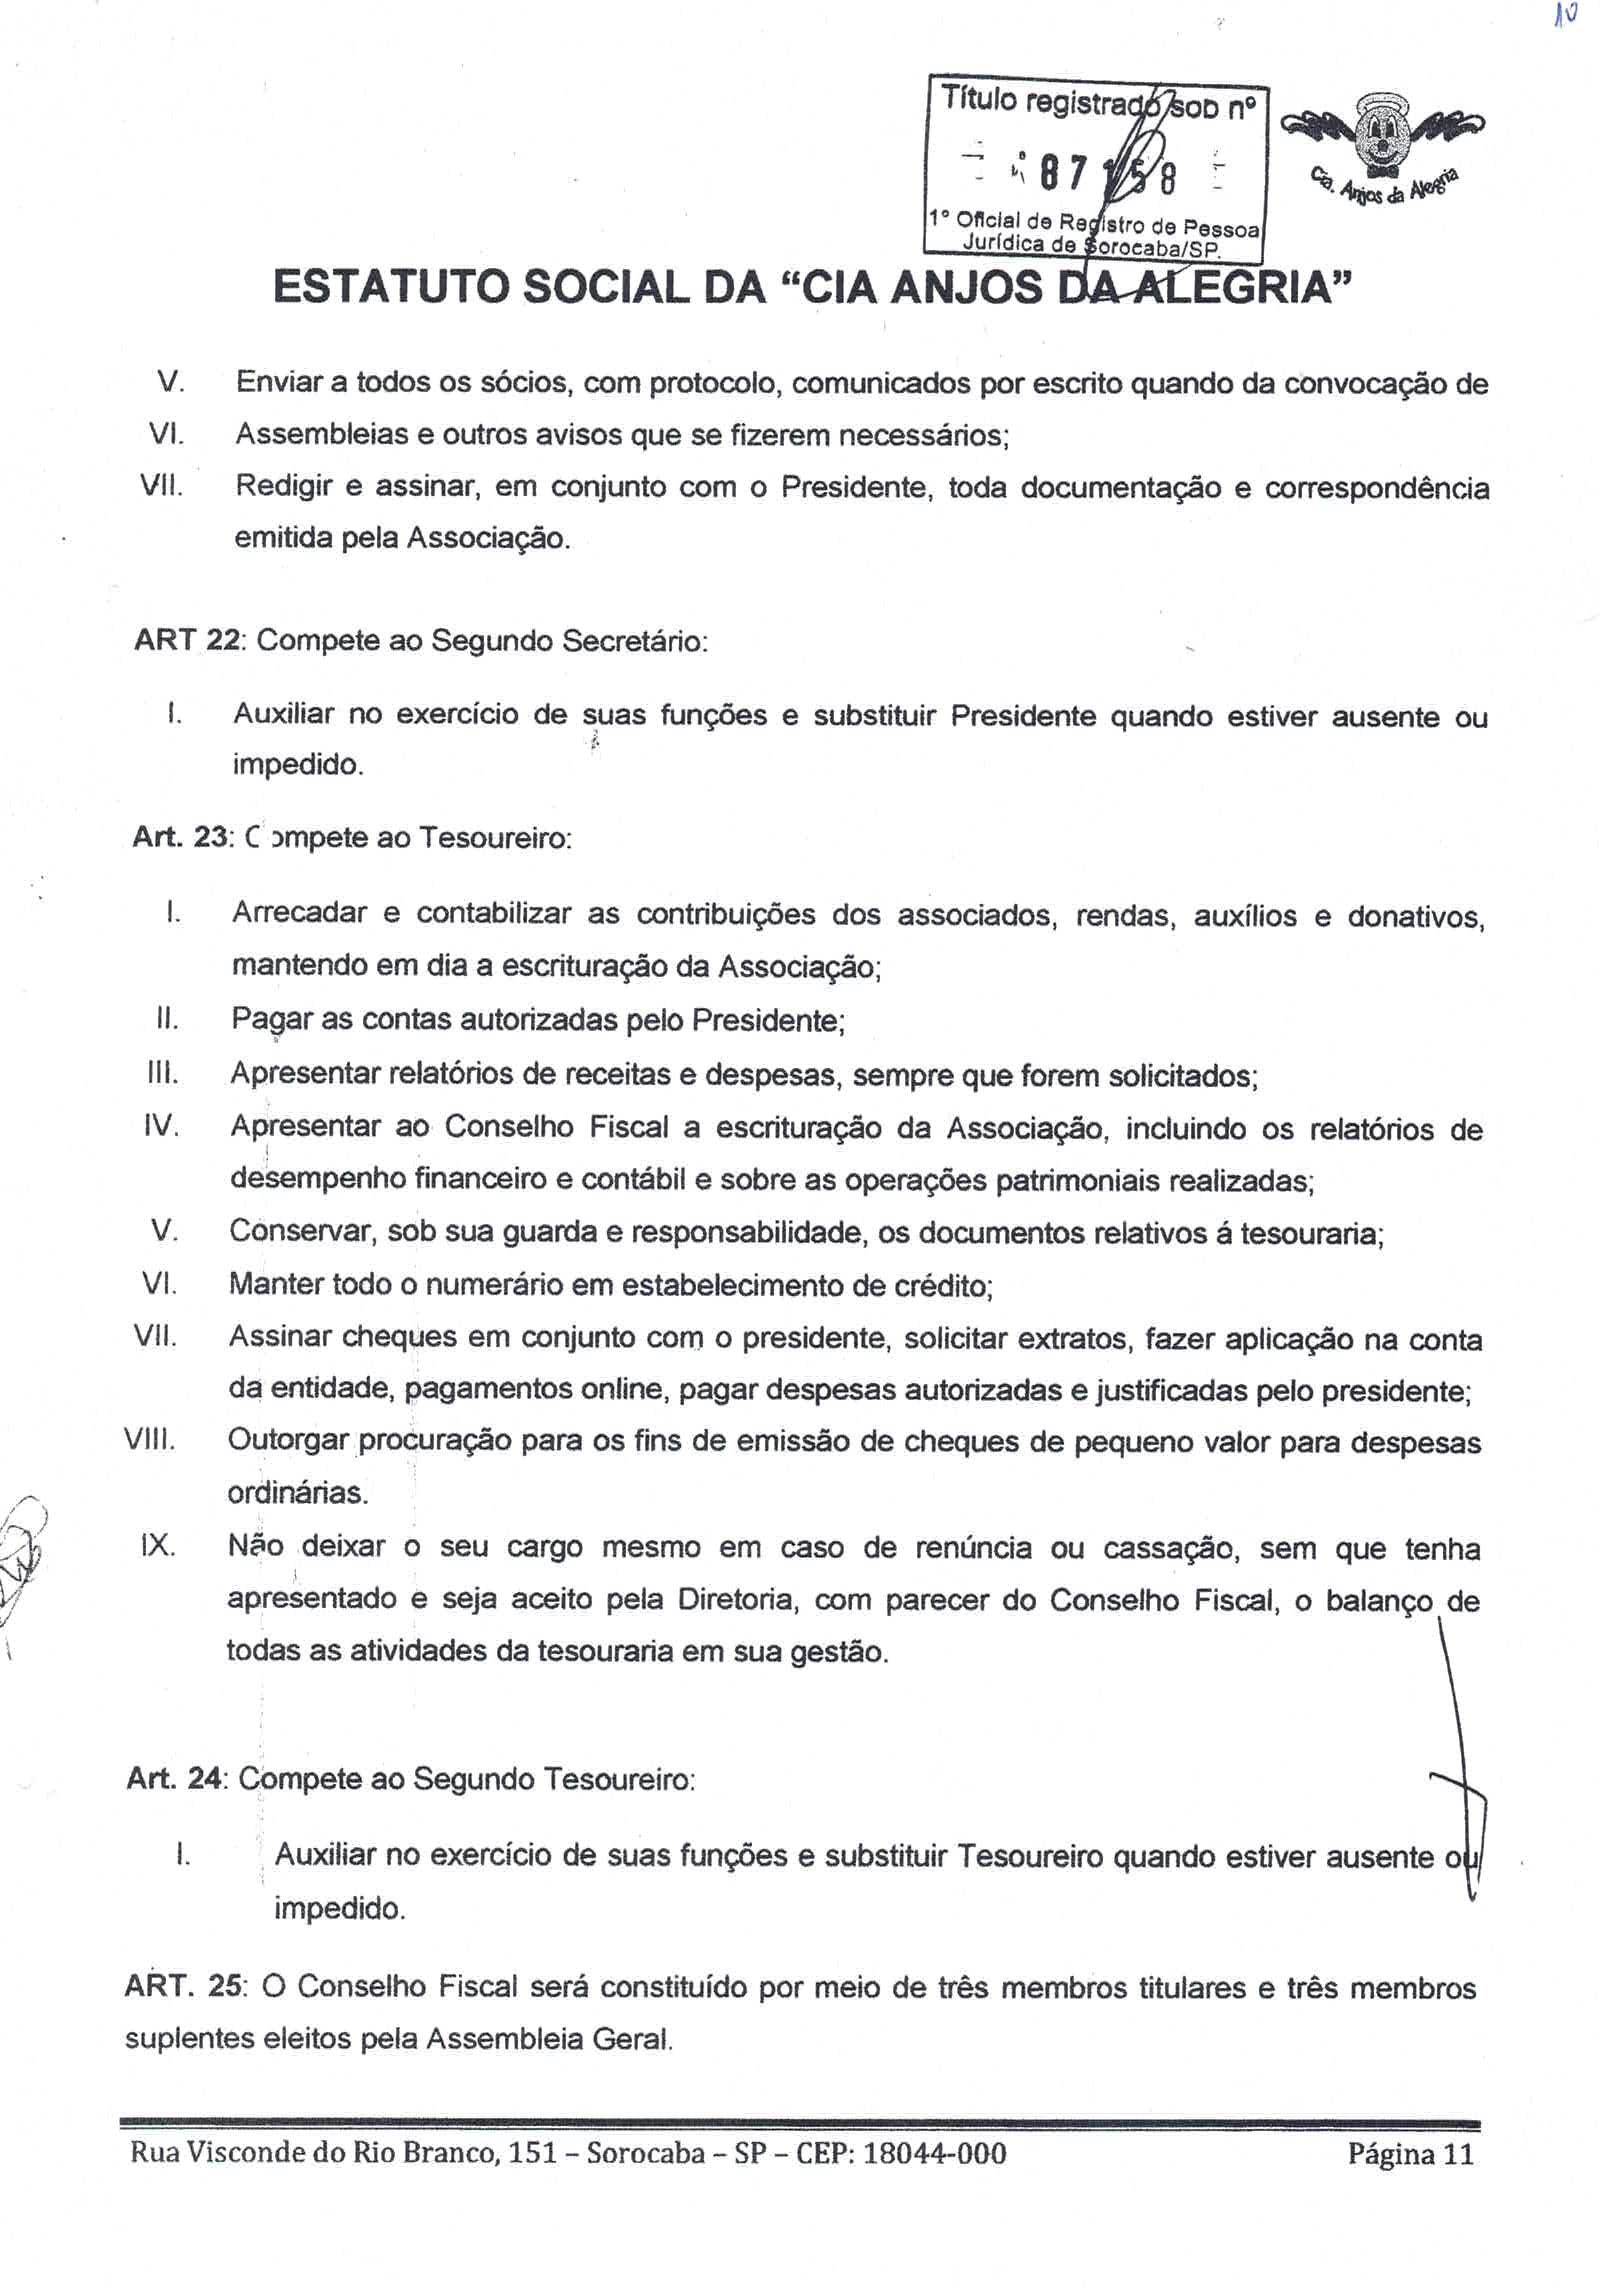 10
Título registrado sob nº
87158
1º Oficial de Registro de Pessoa
Jurídica de Sorocaba/SP.
Cia. Anjos da Alegria
ESTATUTO SOCIAL DA “CIA ANJOS DA ALEGRIA”
V. Enviar a todos os sócios, com protocolo, comunicados por escrito quando da convocação de
VI. Assembleias e outros avisos que se fizerem necessários;
VII. Redigir e assinar, em conjunto com o Presidente, toda documentação e correspondência
emitida pela Associação.
ART 22: Compete ao Segundo Secretário:
I. Auxiliar no exercício de suas funções e substituir Presidente quando estiver ausente ou
impedido.
Art. 23: Compete ao Tesoureiro:
I. Arrecadar e contabilizar as contribuições dos associados, rendas, auxílios e donativos,
mantendo em dia a escrituração da Associação;
II. Pagar as contas autorizadas pelo Presidente;
III. Apresentar relatórios de receitas e despesas, sempre que forem solicitados;
IV. Apresentar ao Conselho Fiscal a escrituração da Associação, incluindo os relatórios de
desempenho financeiro e contábil e sobre as operações patrimoniais realizadas;
V. Conservar, sob sua guarda e responsabilidade, os documentos relativos á tesouraria;
VI. Manter todo o numerário em estabelecimento de crédito;
VII. Assinar cheques em conjunto com o presidente, solicitar extratos, fazer aplicação na conta
da entidade, pagamentos online, pagar despesas autorizadas e justificadas pelo presidente;
VIII. Outorgar procuração para os fins de emissão de cheques de pequeno valor para despesas
ordinárias.
IX. Não deixar o seu cargo mesmo em caso de renúncia ou cassação, sem que tenha
apresentado e seja aceito pela Diretoria, com parecer do Conselho Fiscal, o balanço de
todas as atividades da tesouraria em sua gestão.
Art. 24: Compete ao Segundo Tesoureiro:
I. Auxiliar no exercício de suas funções e substituir Tesoureiro quando estiver ausente ou
impedido.
ART. 25: O Conselho Fiscal será constituído por meio de três membros titulares e três membros
suplentes eleitos pela Assembleia Geral.
Rua Visconde do Rio Branco, 151 – Sorocaba – SP – CEP: 18044-000 Página 11